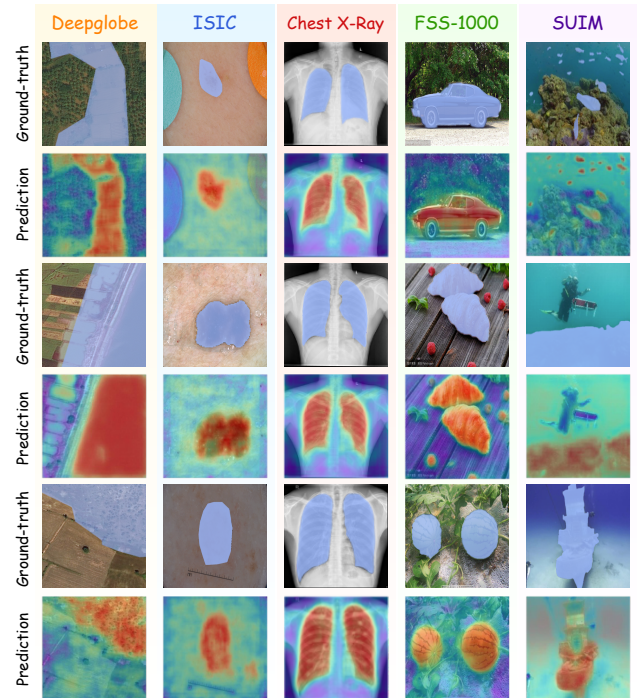 Deepglobe ISIC Chest X-Ray FSS-1000 SUIM
Ground-truth
Prediction
Ground-truth
Prediction
Ground-truth
Prediction